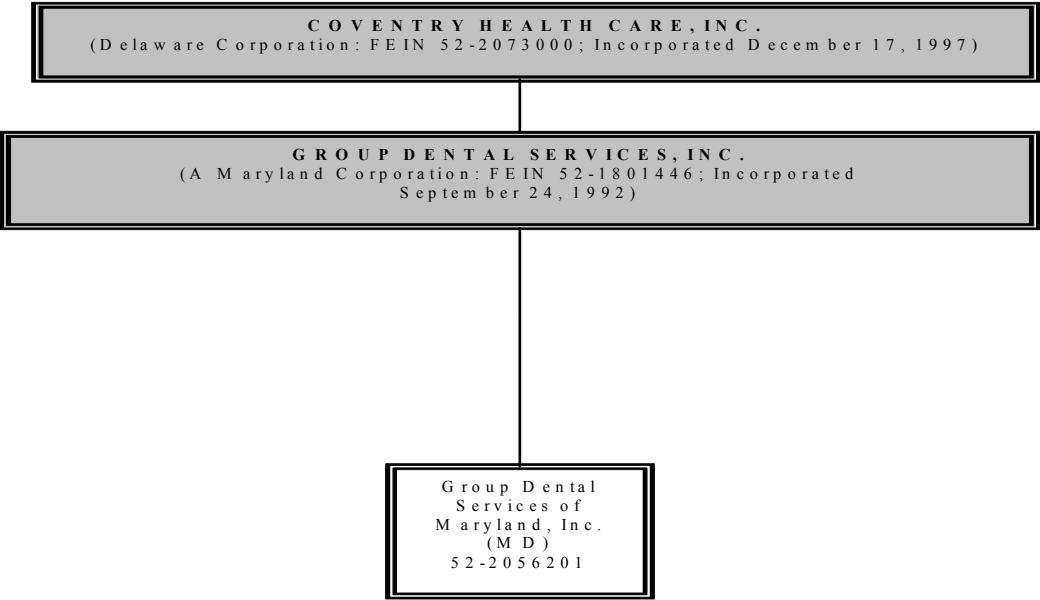 COVENTRY HEALTH CARE, INC.
(Delaware Corporation: FEIN 52-2073000; Incorporated December 17, 1997)
GROUP DENTAL SERVICES, INC.
(A Maryland Corporation: FEIN 52-1801446; Incorporated
September 24, 1992)
Group Dental
Services of
Maryland, Inc.
(MD)
52-2056201